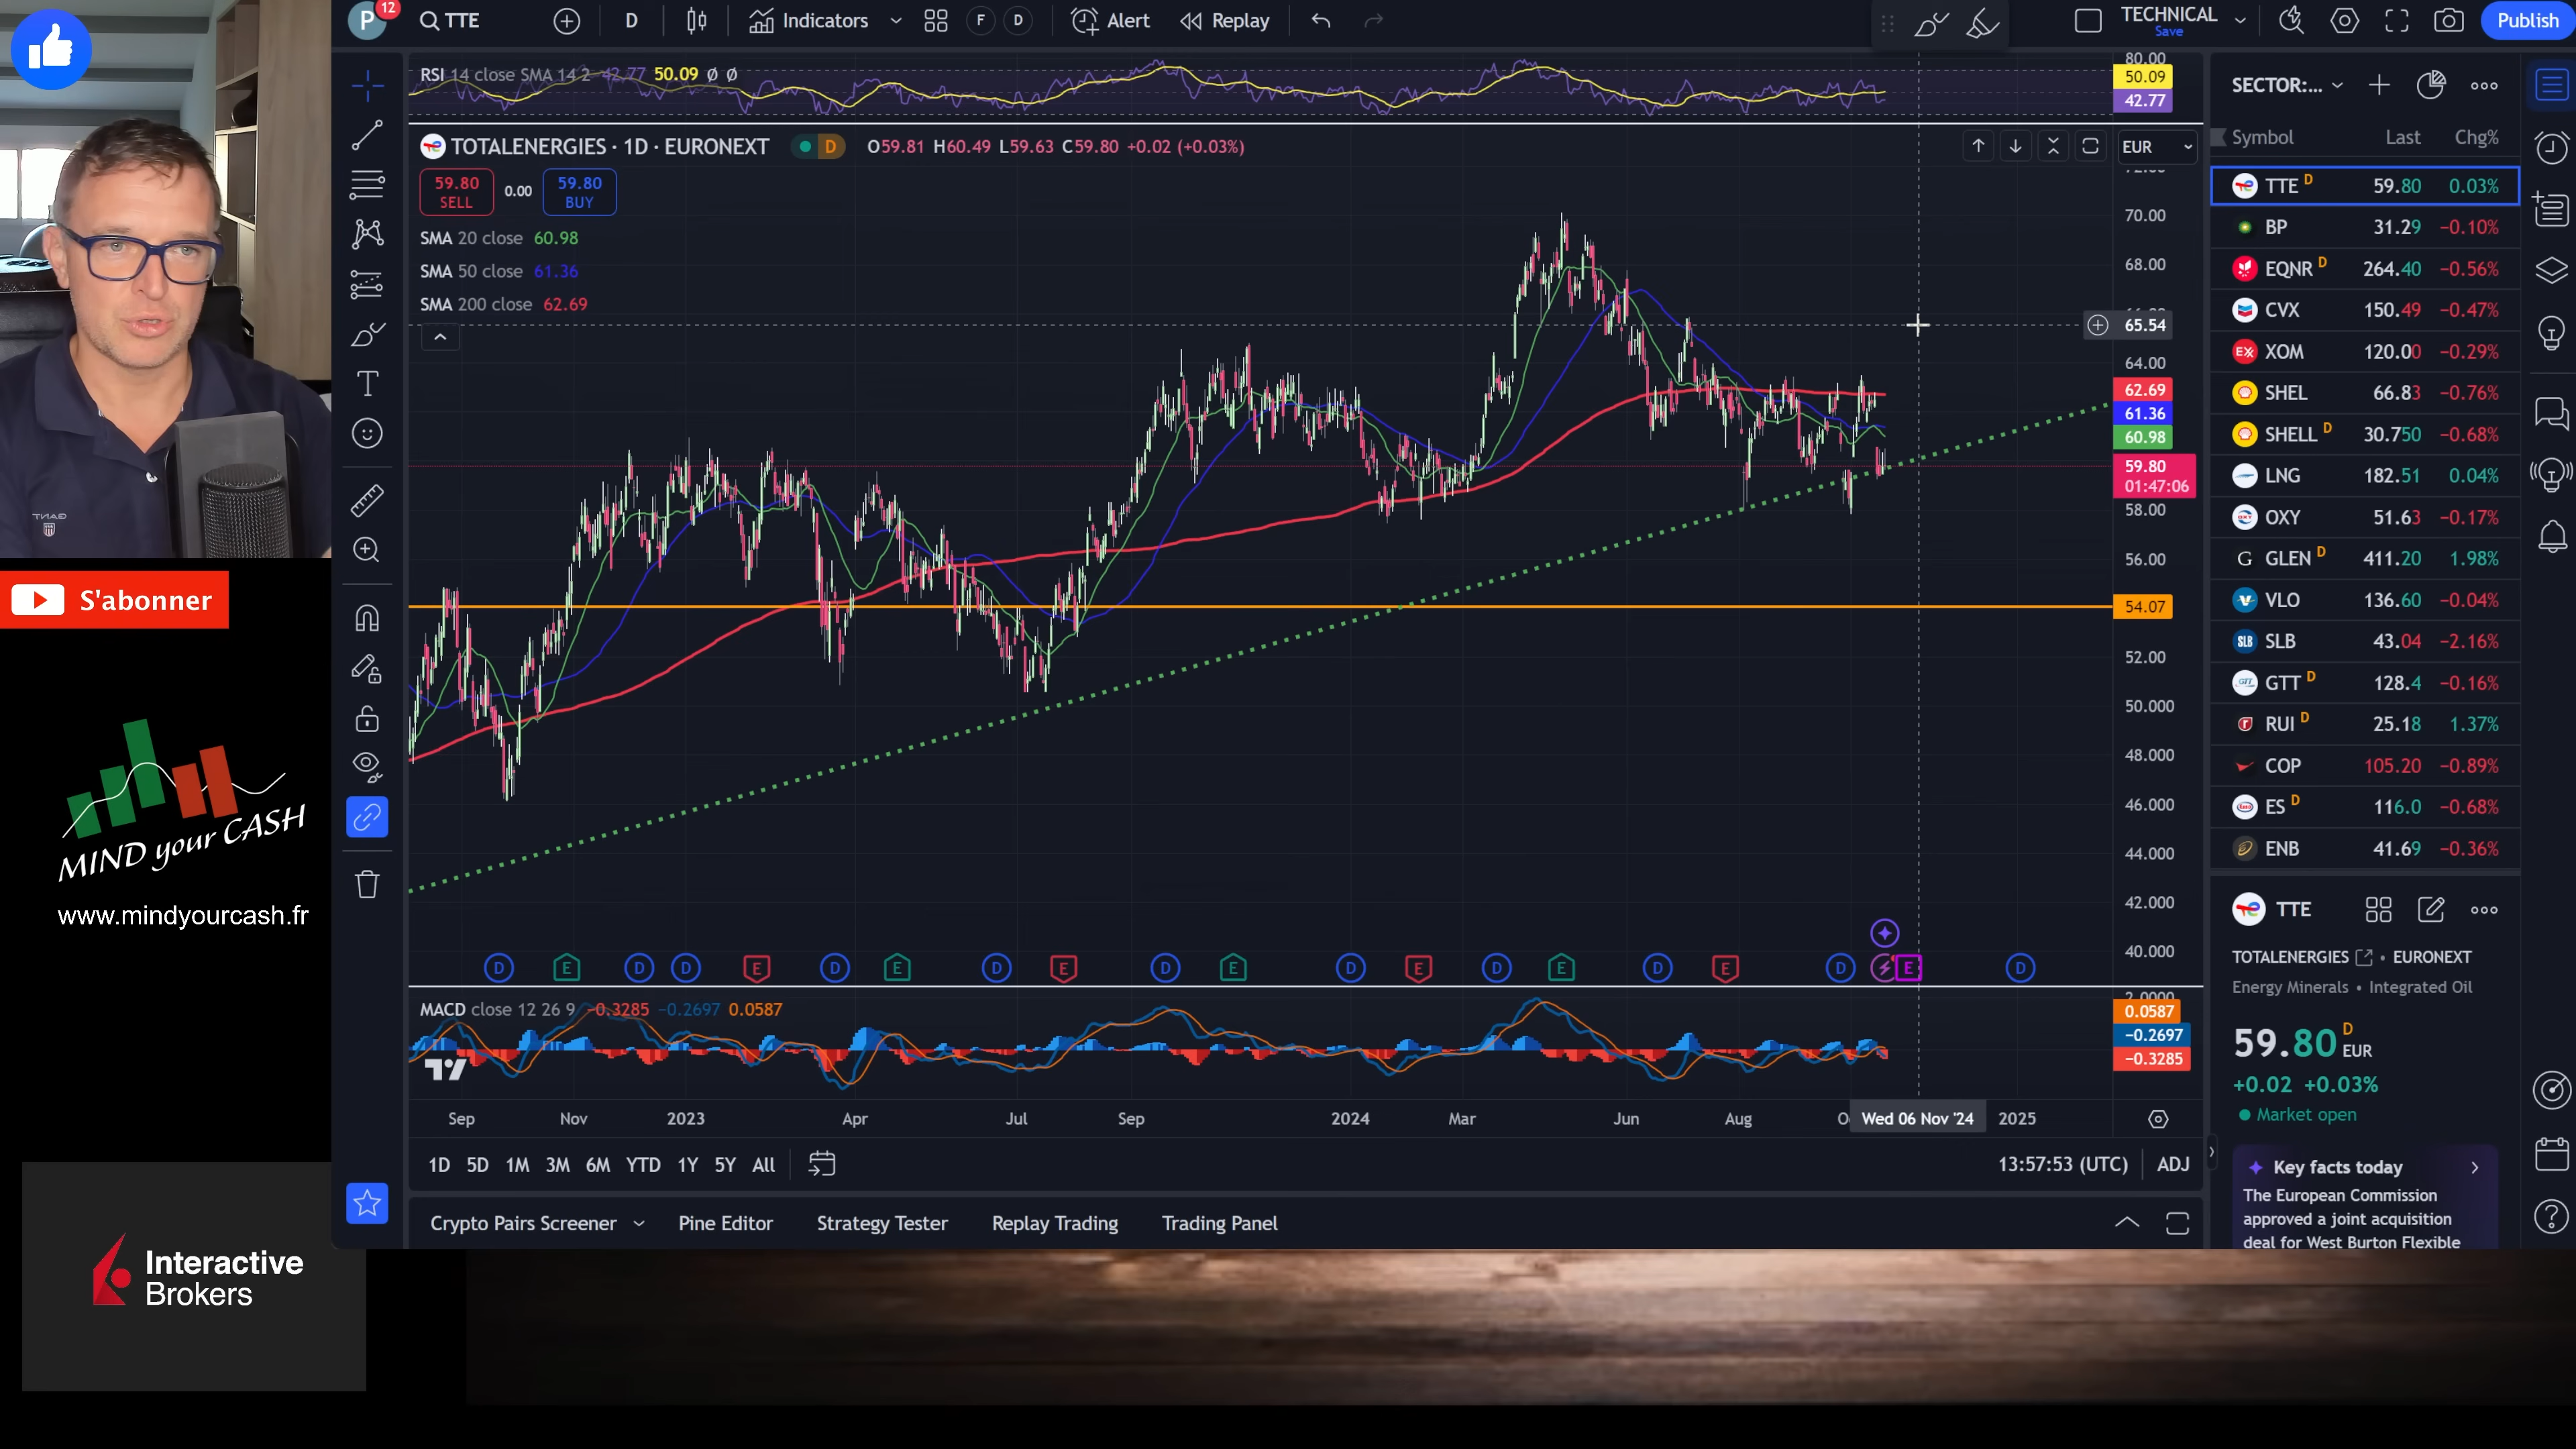 P 12 TTE D Indicators F D Alert Replay TECHNICAL Save Publish
RSI 14 close SMA 14 2 42.77 50.09 Ø Ø
80.00
50.09
42.77
TOTALENERGIES · 1D · EURONEXT D O59.81 H60.49 L59.63 C59.80 +0.02 (+0.03%)
EUR
59.80 SELL 0.00 59.80 BUY
SMA 20 close 60.98
SMA 50 close 61.36
SMA 200 close 62.69
70.00
68.00
65.54
64.00
62.69
61.36
60.98
59.80
01:47:06
58.00
56.00
54.07
52.00
50.000
48.000
46.000
44.000
42.000
40.000
D E D D E D E D E D E D E D E D E D E D
MACD close 12 26 9 −0.3285 −0.2697 0.0587
0.0587
−0.2697
−0.3285
Sep Nov 2023 Apr Jul Sep 2024 Mar Jun Aug Wed 06 Nov '24 2025
1D 5D 1M 3M 6M YTD 1Y 5Y All
13:57:53 (UTC) ADJ
Crypto Pairs Screener Pine Editor Strategy Tester Replay Trading Trading Panel
SECTOR:...
Symbol Last Chg%
TTE D 59.80 0.03%
BP 31.29 −0.10%
EQNR D 264.40 −0.56%
CVX 150.49 −0.47%
XOM 120.00 −0.29%
SHEL 66.83 −0.76%
SHELL D 30.750 −0.68%
LNG 182.51 0.04%
OXY 51.63 −0.17%
GLEN D 411.20 1.98%
VLO 136.60 −0.04%
SLB 43.04 −2.16%
GTT D 128.4 −0.16%
RUI D 25.18 1.37%
COP 105.20 −0.89%
ES D 116.0 −0.68%
ENB 41.69 −0.36%
TTE
TOTALENERGIES • EURONEXT
Energy Minerals • Integrated Oil
59.80 D EUR
+0.02 +0.03%
Market open
Key facts today
The European Commission
approved a joint acquisition
deal for West Burton Flexible
GANT
S'abonner
MIND your CASH
www.mindyourcash.fr
Interactive
Brokers